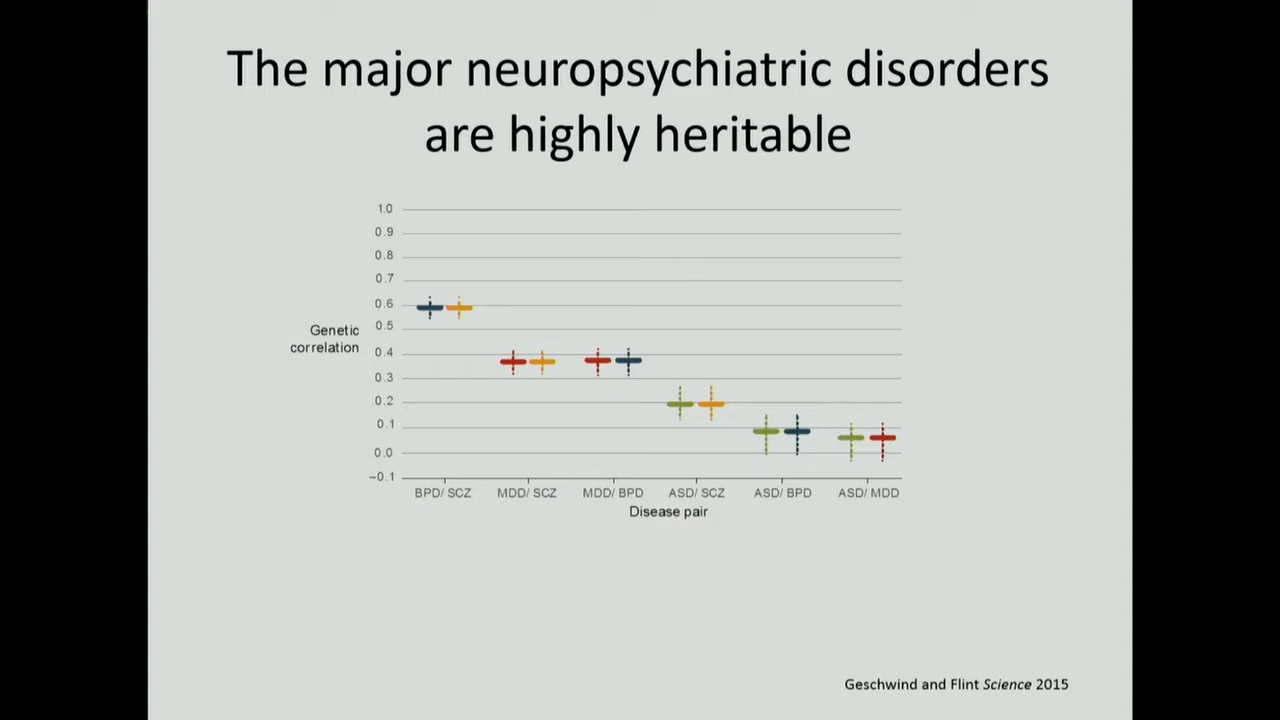 The major neuropsychiatric disorders
are highly heritable
1.0
0.9
0.8
0.7
0.6
0.5
0.4
0.3
0.2
0.1
0.0
−0.1
Genetic
correlation
BPD/ SCZ MDD/ SCZ MDD/ BPD ASD/ SCZ ASD/ BPD ASD/ MDD
Disease pair
Geschwind and Flint Science 2015